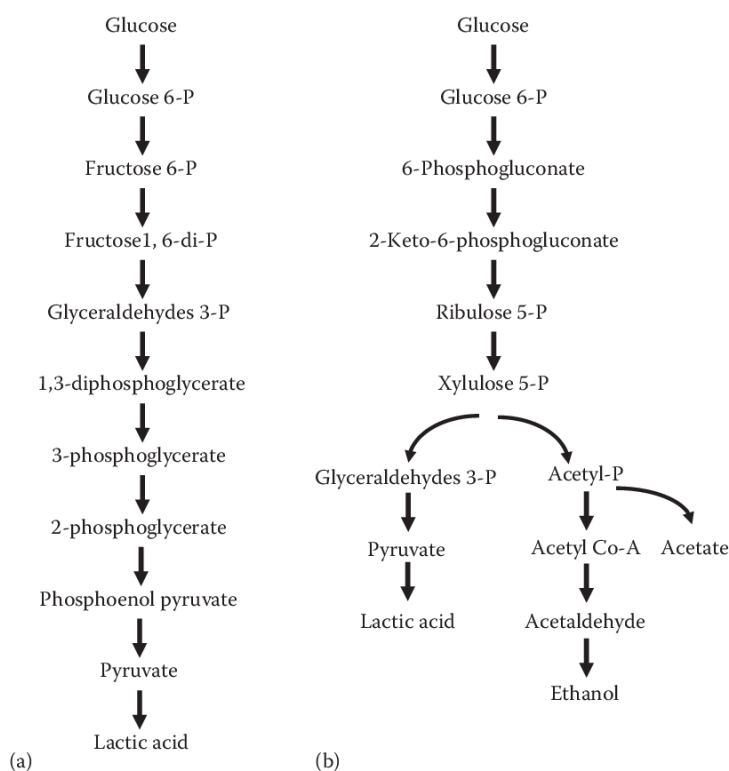 Glucose
Glucose 6-P
Fructose 6-P
Fructose1, 6-di-P
Glyceraldehydes 3-P
1,3-diphosphoglycerate
3-phosphoglycerate
2-phosphoglycerate
Phosphoenol pyruvate
Pyruvate
Lactic acid
(a)
Glucose
Glucose 6-P
6-Phosphogluconate
2-Keto-6-phosphogluconate
Ribulose 5-P
Xylulose 5-P
Glyceraldehydes 3-P
Pyruvate
Lactic acid
Acetyl-P
Acetyl Co-A
Acetate
Acetaldehyde
Ethanol
(b)